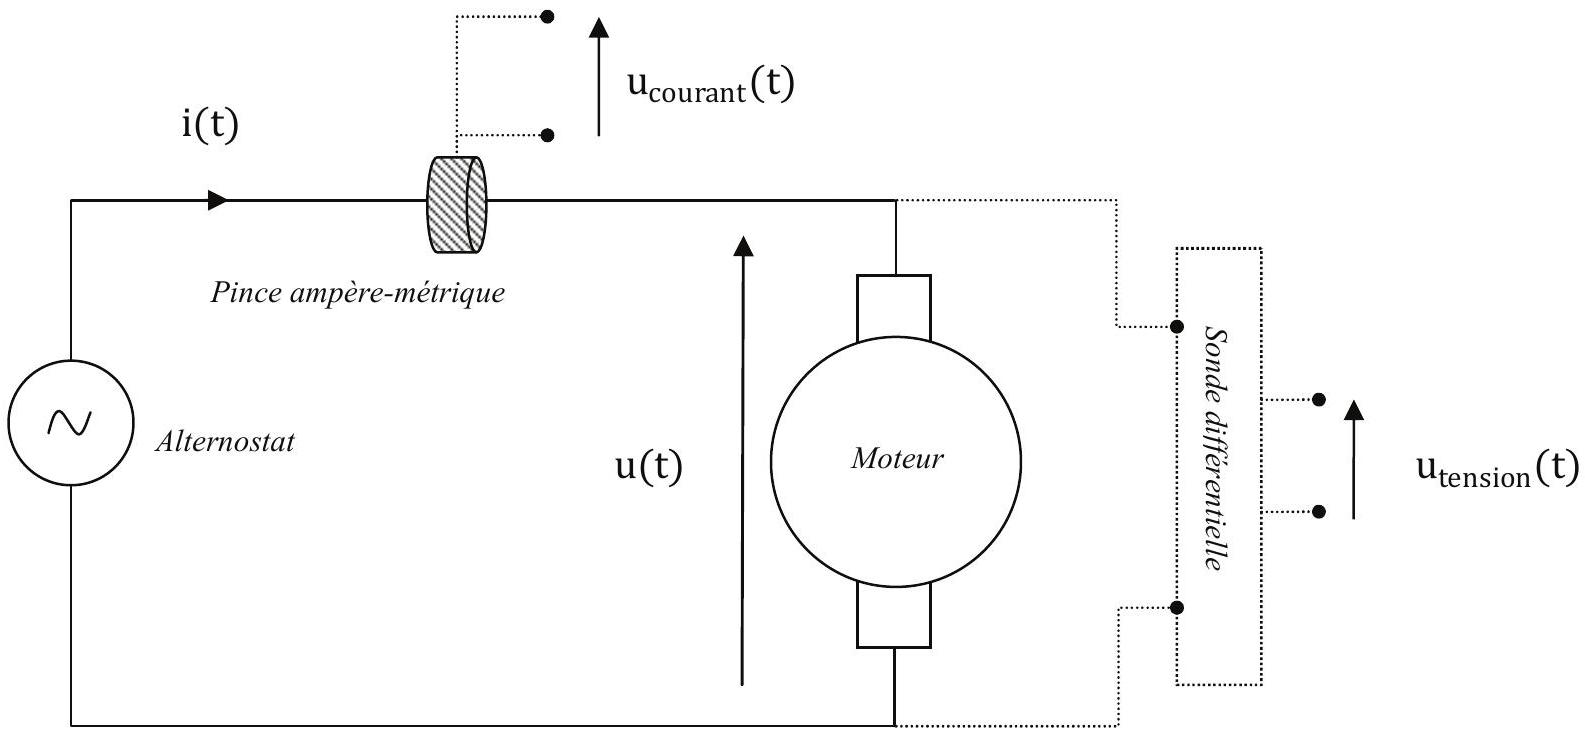 u_courant(t)
i(t)
Pince ampère-métrique
Alternostat
u(t)
Moteur
Sonde différentielle
u_tension(t)